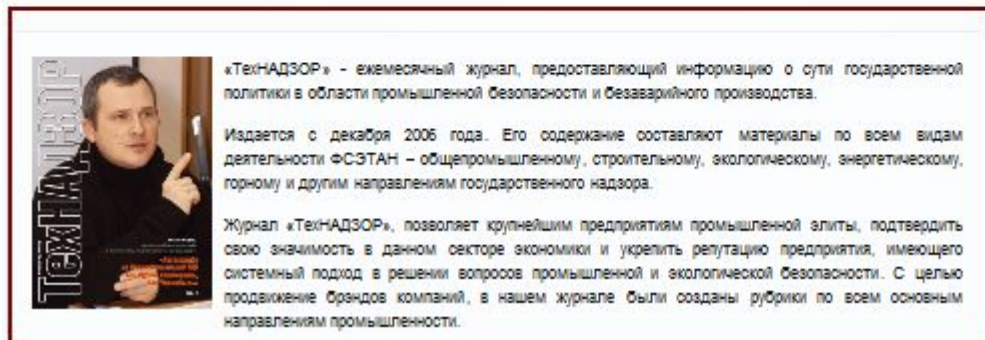 ТехНАДЗОР
«ТехНАДЗОР» - ежемесячный журнал, предоставляющий информацию о сути государственной
политики в области промышленной безопасности и безаварийного производства.
Издается с декабря 2006 года. Его содержание составляют материалы по всем видам
деятельности ФСЭТАН – общепромышленному, строительному, экологическому, энергетическому,
горному и другим направлениям государственного надзора.
Журнал «ТехНАДЗОР», позволяет крупнейшим предприятиям промышленной элиты, подтвердить
свою значимость в данном секторе экономики и укрепить репутацию предприятия, имеющего
системный подход в решении вопросов промышленной и экологической безопасности. С целью
продвижение брэндов компаний, в нашем журнале были созданы рубрики по всем основным
направлениям промышленности.